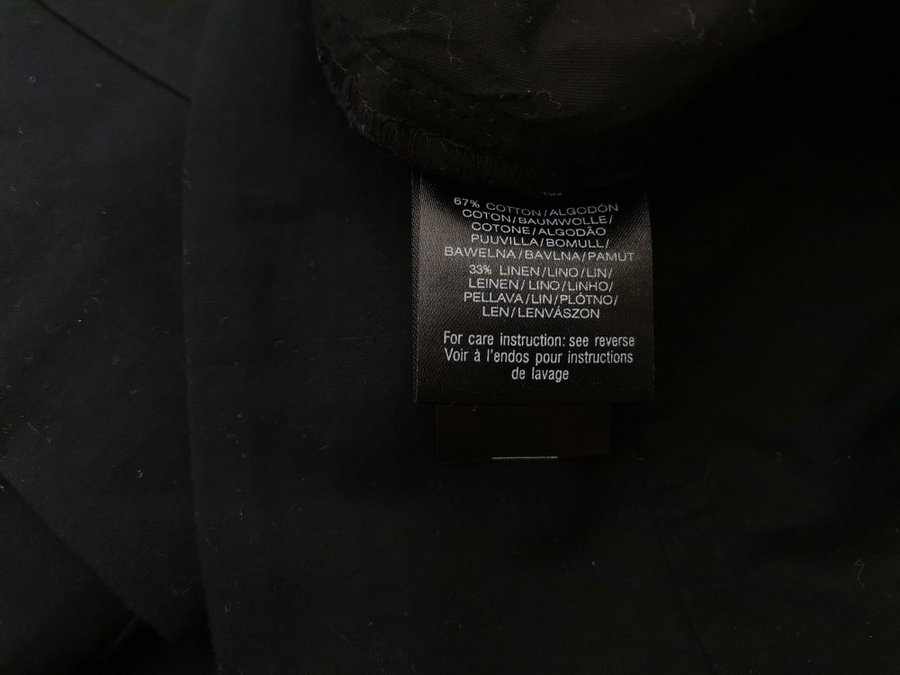 67% COTTON/ALGODÓN
COTON/BAUMWOLLE/
COTONE/ALGODÃO
PUUVILLA/BOMULL/
BAWEŁNA/BAVLNA/PAMUT
33% LINEN/LINO/LIN/
LEINEN/LINO/LINHO/
PELLAVA/LIN/PLÓTNO/
LEN/LENVÁSZON
For care instruction: see reverse
Voir à l'endos pour instructions
de lavage